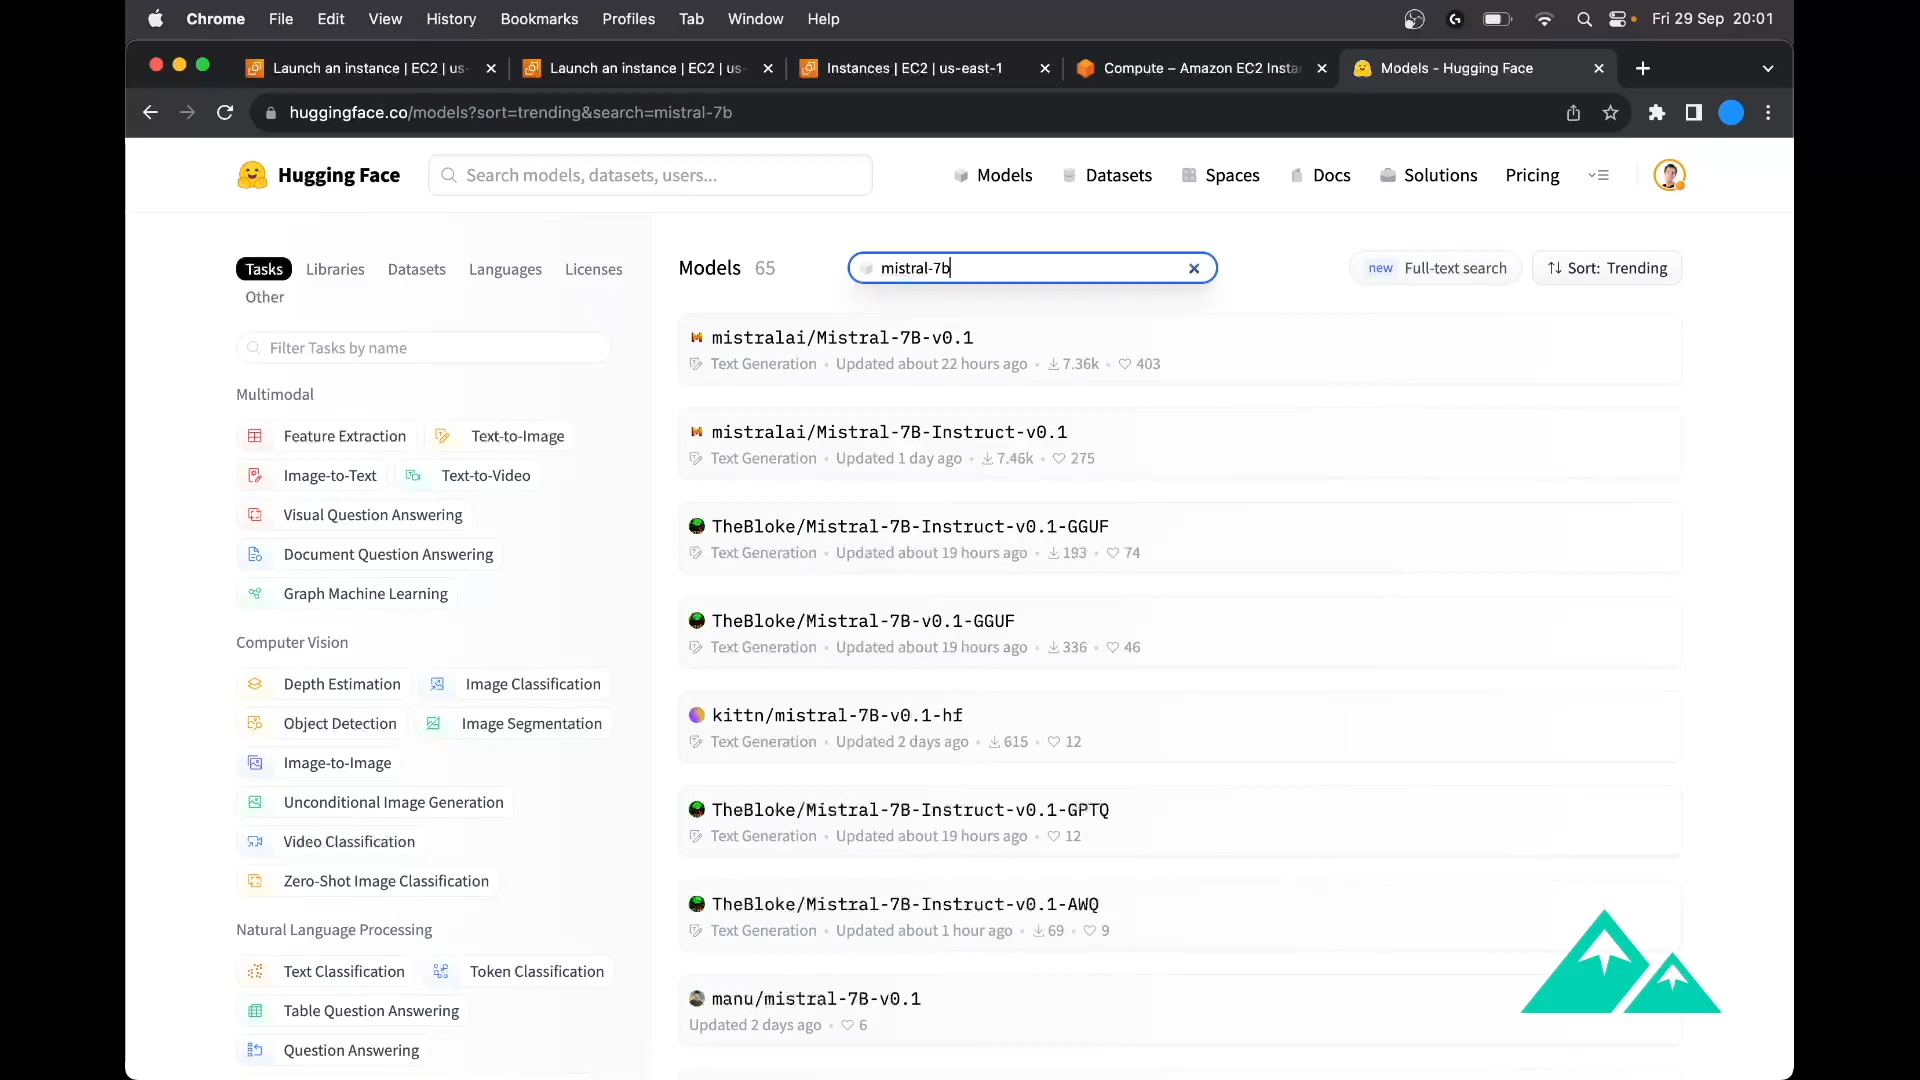 Chrome File Edit View History Bookmarks Profiles Tab Window Help Fri 29 Sep 20:01
Launch an instance | EC2 | us- Launch an instance | EC2 | us- Instances | EC2 | us-east-1 Compute – Amazon EC2 Insta Models - Hugging Face
huggingface.co/models?sort=trending&search=mistral-7b
Hugging Face Search models, datasets, users... Models Datasets Spaces Docs Solutions Pricing
Tasks Libraries Datasets Languages Licenses
Other
Filter Tasks by name
Multimodal
Feature Extraction Text-to-Image
Image-to-Text Text-to-Video
Visual Question Answering
Document Question Answering
Graph Machine Learning
Computer Vision
Depth Estimation Image Classification
Object Detection Image Segmentation
Image-to-Image
Unconditional Image Generation
Video Classification
Zero-Shot Image Classification
Natural Language Processing
Text Classification Token Classification
Table Question Answering
Question Answering
Models 65 mistral-7b new Full-text search Sort: Trending
mistralai/Mistral-7B-v0.1
Text Generation • Updated about 22 hours ago • 7.36k • 403
mistralai/Mistral-7B-Instruct-v0.1
Text Generation • Updated 1 day ago • 7.46k • 275
TheBloke/Mistral-7B-Instruct-v0.1-GGUF
Text Generation • Updated about 19 hours ago • 193 • 74
TheBloke/Mistral-7B-v0.1-GGUF
Text Generation • Updated about 19 hours ago • 336 • 46
kittn/mistral-7B-v0.1-hf
Text Generation • Updated 2 days ago • 615 • 12
TheBloke/Mistral-7B-Instruct-v0.1-GPTQ
Text Generation • Updated about 19 hours ago • 12
TheBloke/Mistral-7B-Instruct-v0.1-AWQ
Text Generation • Updated about 1 hour ago • 69 • 9
manu/mistral-7B-v0.1
Updated 2 days ago • 6